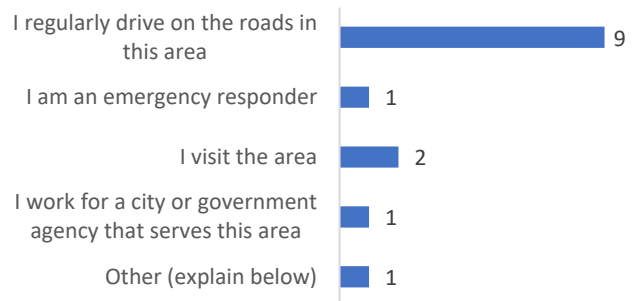 I regularly drive on the roads in
this area
9
I am an emergency responder
1
I visit the area
2
I work for a city or government
agency that serves this area
1
Other (explain below)
1